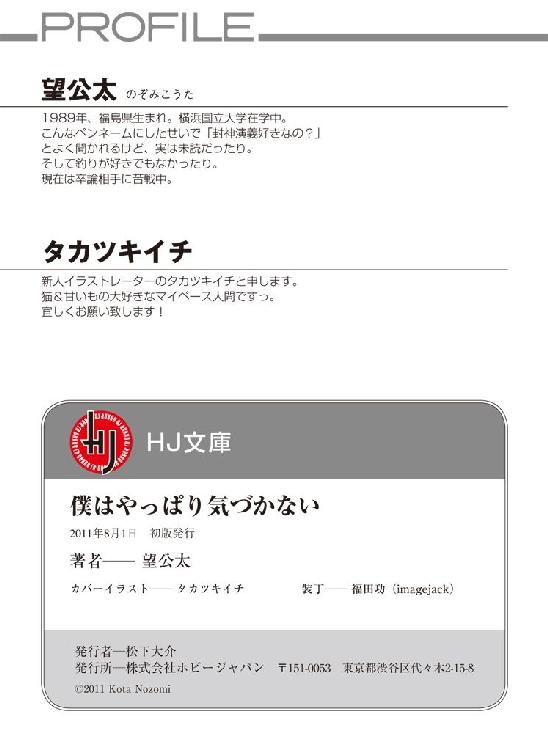 PROFILE
望公太 のぞみこうた
1989年、福島県生まれ。横浜国立大学在学中。
こんなペンネームにしたせいで「封神演義好きなの？」
とよく聞かれるけど、実は未読だったり。
そして釣りが好きでもなかったり。
現在は卒論相手に苦戦中。
タカツキイチ
新人イラストレーターのタカツキイチと申します。
猫＆甘いもの大好きなマイペース人間ですっ。
宜しくお願い致します！
HJ HJ文庫
僕はやっぱり気づかない
2011年8月1日　初版発行
著者―― 望公太
カバーイラスト―― タカツキイチ　装丁―― 福田功（imagejack）
発行者―松下大介
発行所―株式会社ホビージャパン　〒151-0053　東京都渋谷区代々木2-15-8
©2011 Kota Nozomi